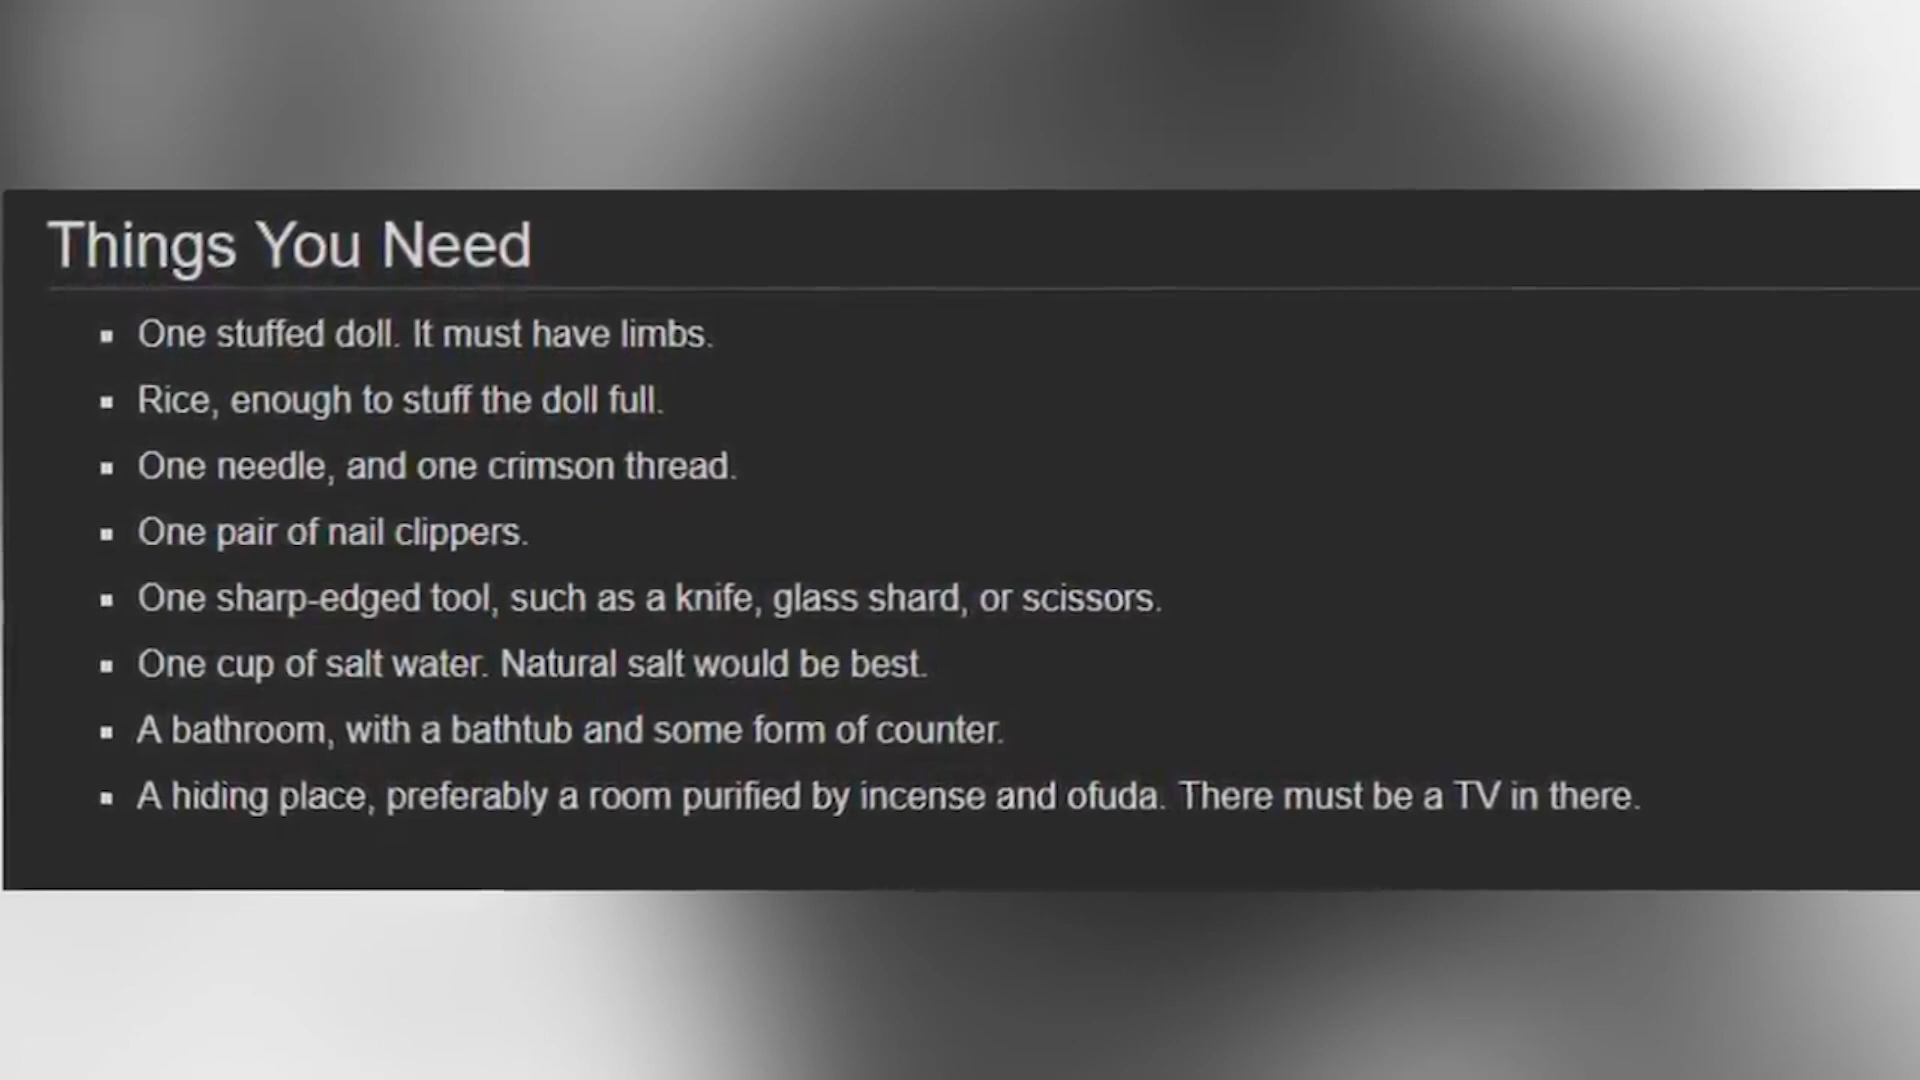 Things You Need
One stuffed doll. It must have limbs.
Rice, enough to stuff the doll full.
One needle, and one crimson thread.
One pair of nail clippers.
One sharp-edged tool, such as a knife, glass shard, or scissors.
One cup of salt water. Natural salt would be best.
A bathroom, with a bathtub and some form of counter.
A hiding place, preferably a room purified by incense and ofuda. There must be a TV in there.